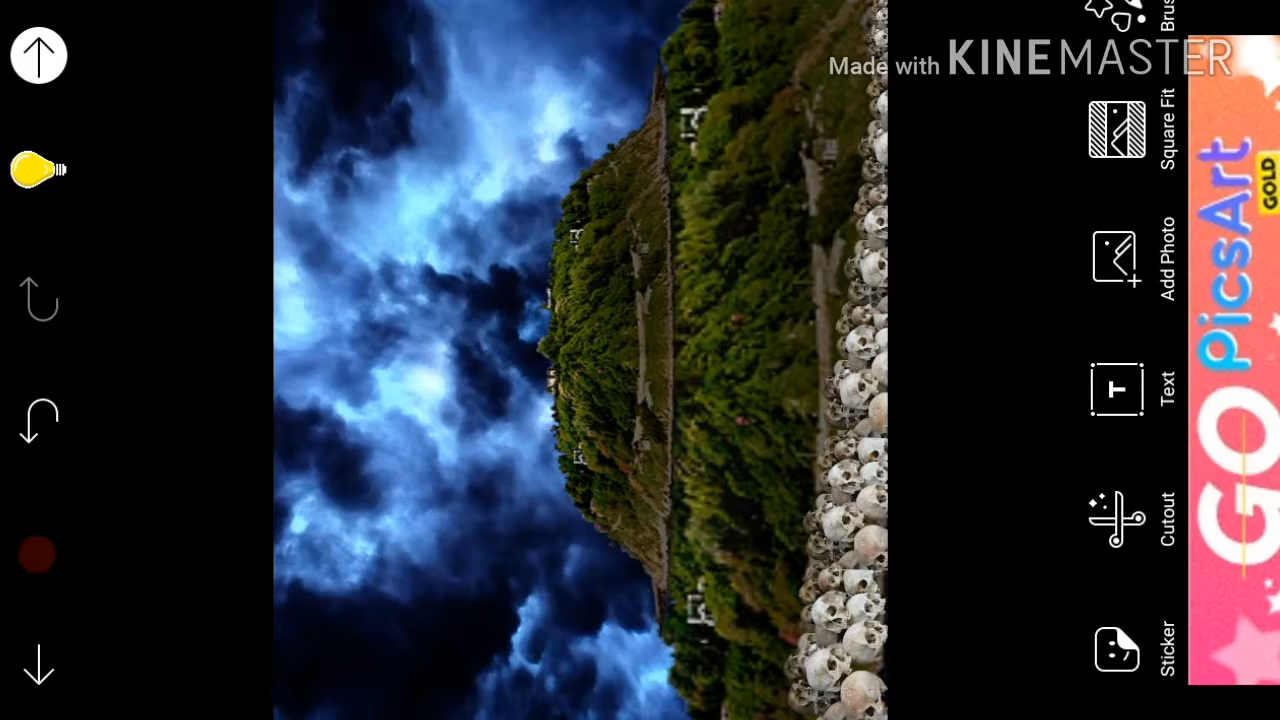 Made with KINEMASTER
Sticker
Cutout
T
Text
Add Photo
Square Fit
Brus
GO PicsArt
GOLD